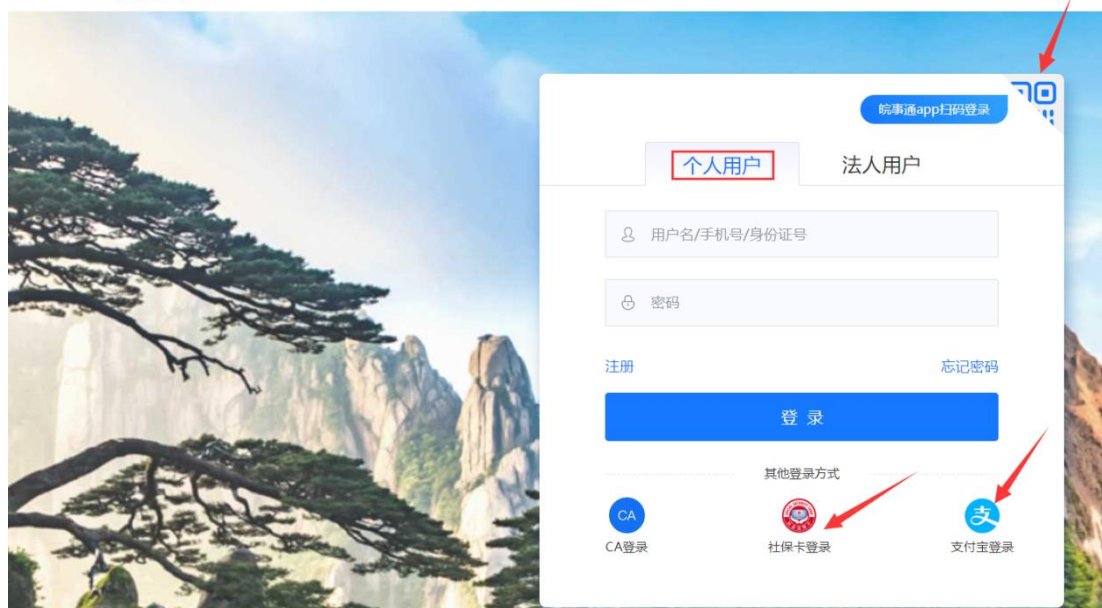 皖事通app扫码登录
个人用户 法人用户
用户名/手机号/身份证号
密码
注册 忘记密码
登 录
其他登录方式
CA
支
CA登录 社保卡登录 支付宝登录